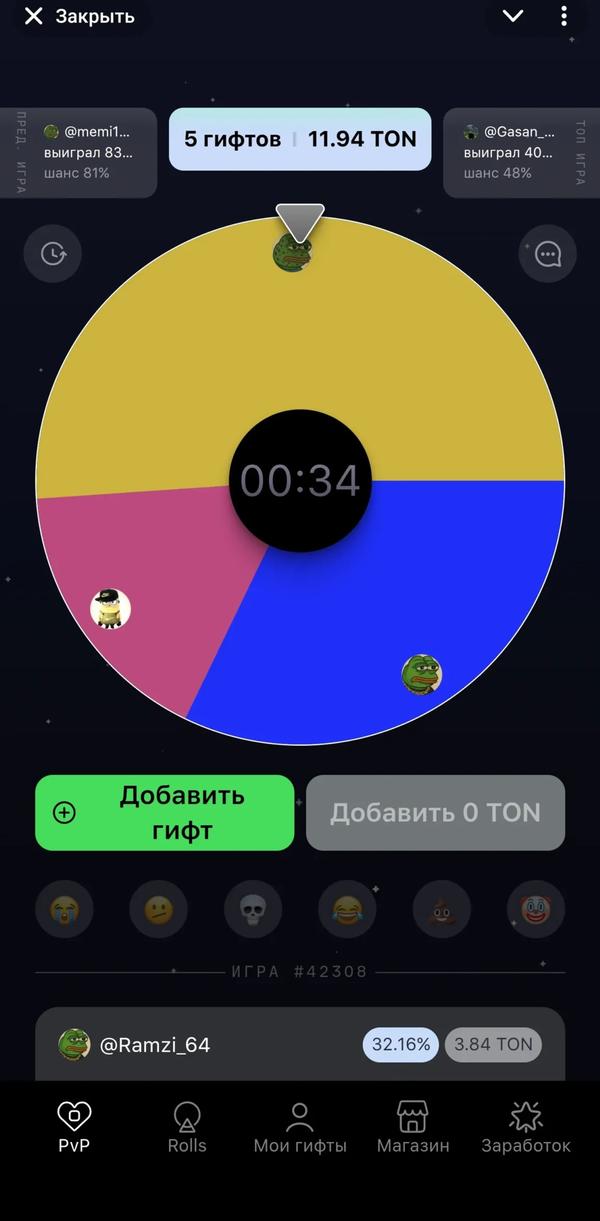 Закрыть
ПРЕД. ИГРА
@memi1...
выиграл 83...
шанс 81%
5 гифтов | 11.94 TON
@Gasan_...
выиграл 40...
шанс 48%
ТОП ИГРА
00:34
Добавить
гифт
Добавить 0 TON
ИГРА #42308
@Ramzi_64
32.16%
3.84 TON
PvP
Rolls
Мои гифты
Магазин
Заработок